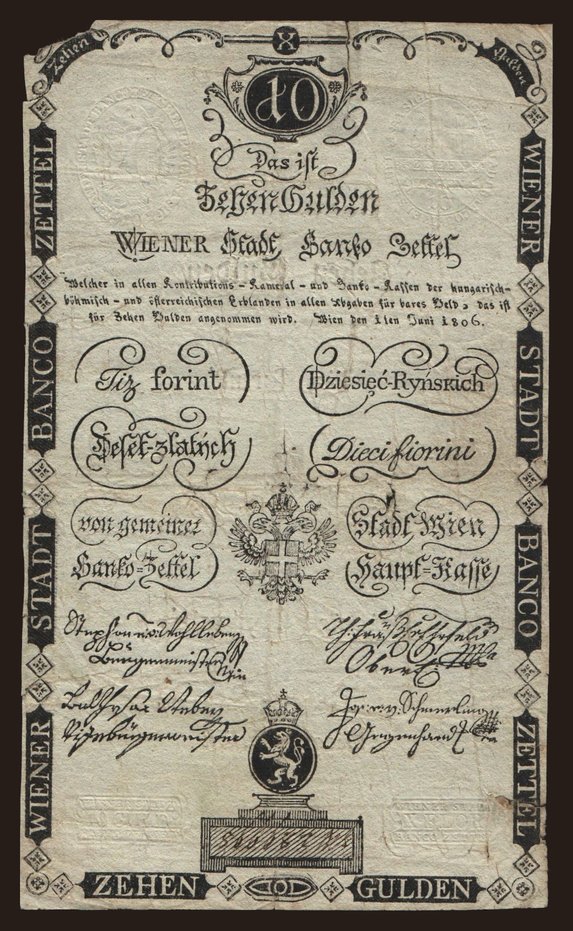 Zehen
X
Gulden
10
Das ist
Zehen Gulden
WIENER Stadt Banko Zettel
Welcher in allen Kontributions-Kameral- und Banko-Kassen der hungarisch-
böhmisch- und österreichischen Erblanden in allen Abgaben für bares Geld, das ist
für Zehen Gulden angenommen wird. Wien den 1ten Juni 1806.
Tiz forint
Dziesięć-Ryńskich
Deset-zlatych
Dieci fiorini
von gemeiner
Stadt Wien
Banko-Zettel
Haupt-Kasse
Bürgermeister
WIENER STADT BANCO ZETTEL
WIENER STADT BANCO ZETTEL
ZEHEN
GULDEN